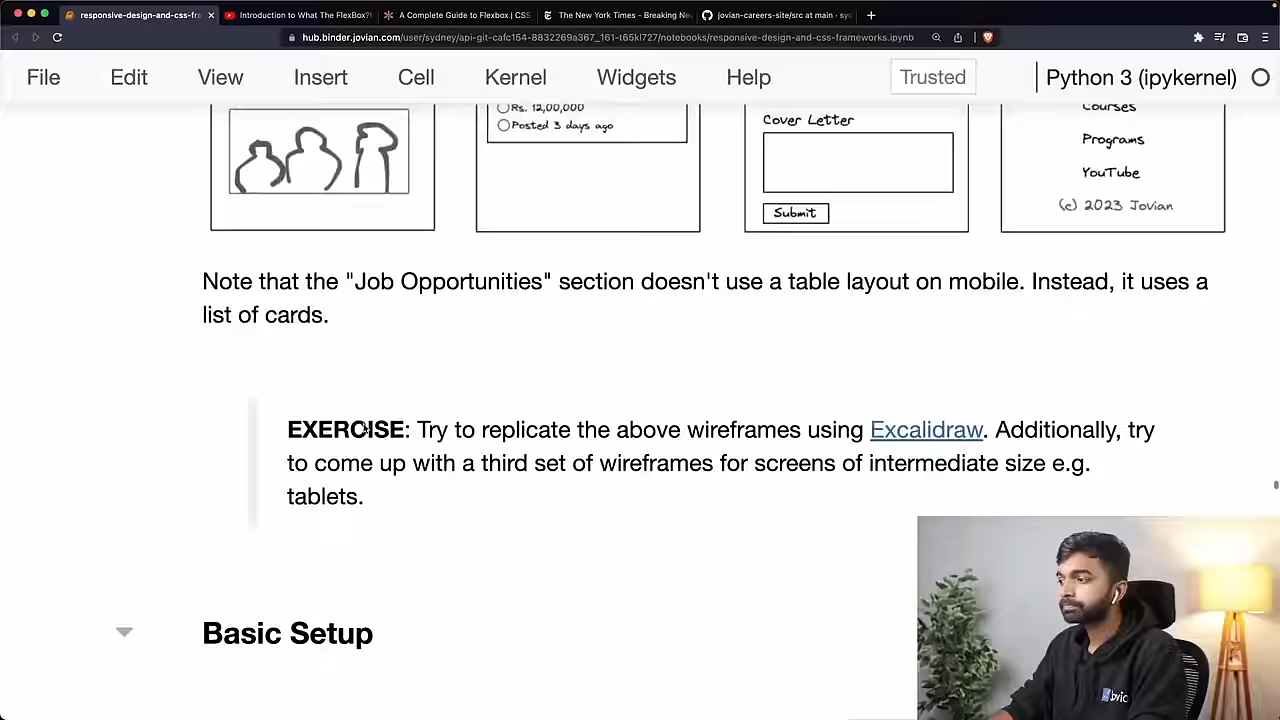 responsive-design-and-css-fra
Introduction to What The FlexBox?!
A Complete Guide to Flexbox | CSS
The New York Times - Breaking Ne
jovian-careers-site/src at main · syd
hub.binder.jovian.com/user/sydney/api-git-cafc154-8832269a367_161-t65kl727/notebooks/responsive-design-and-css-frameworks.ipynb
File Edit View Insert Cell Kernel Widgets Help Trusted Python 3 (ipykernel)
Rs. 12,00,000
Posted 3 days ago
Cover Letter
Submit
Courses
Programs
YouTube
(c) 2023 Jovian
Note that the "Job Opportunities" section doesn't use a table layout on mobile. Instead, it uses a
list of cards.
EXERCISE: Try to replicate the above wireframes using Excalidraw. Additionally, try
to come up with a third set of wireframes for screens of intermediate size e.g.
tablets.
Basic Setup